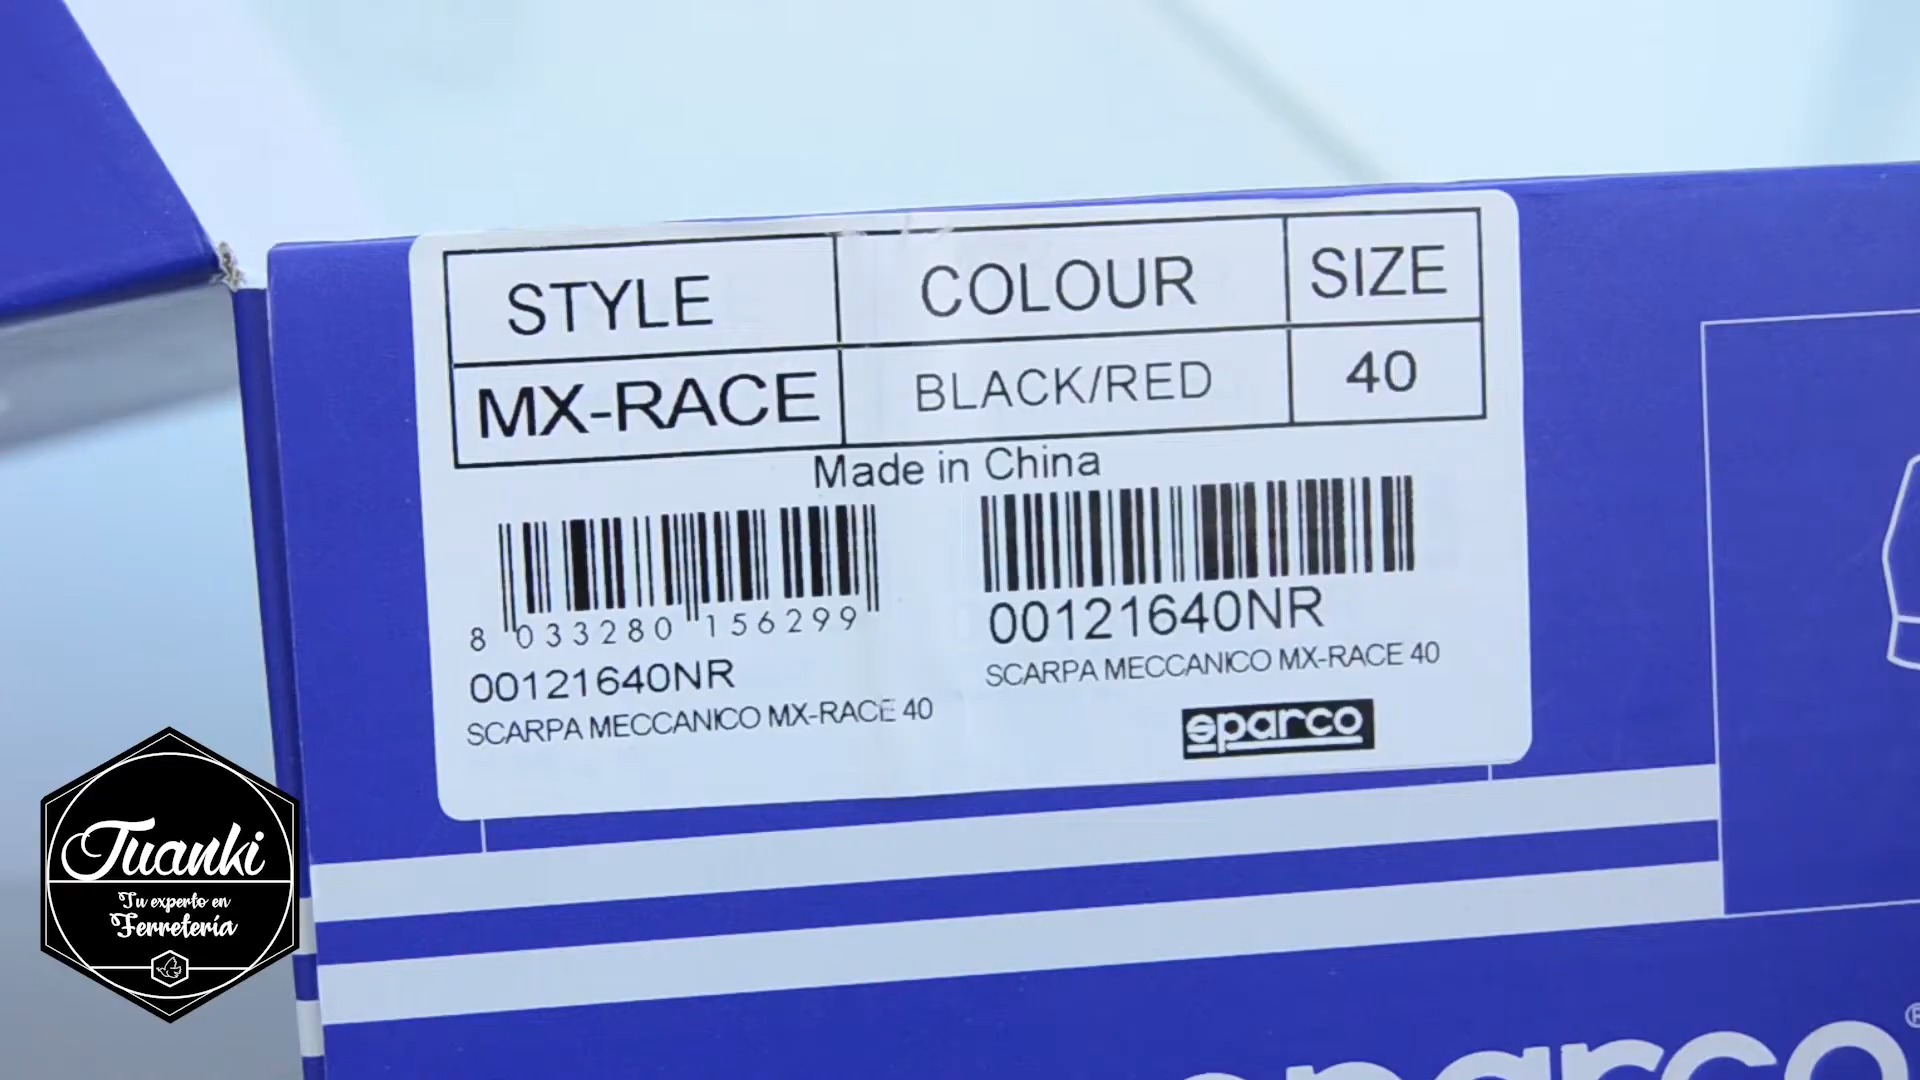 STYLE COLOUR SIZE
MX-RACE BLACK/RED 40
Made in China
8 033280 156299
00121640NR
SCARPA MECCANICO MX-RACE 40
00121640NR
SCARPA MECCANICO MX-RACE 40
sparco
sparco®
Tuanki
Tu experto en
Ferretería